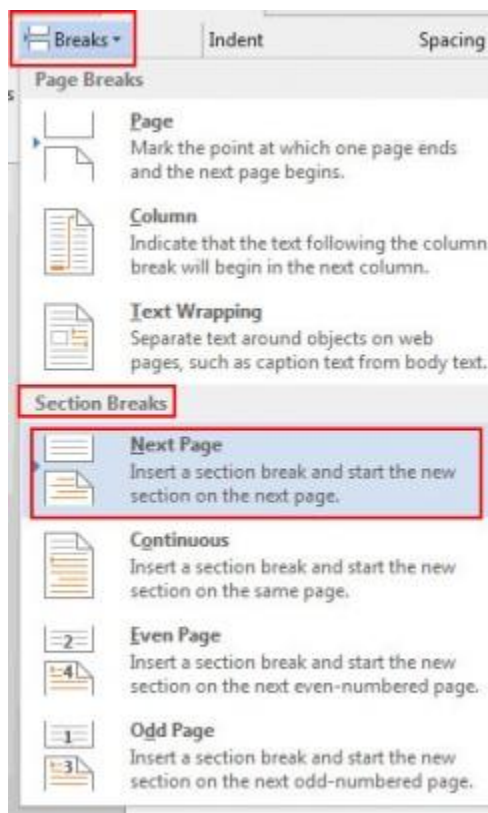 Breaks
Indent
Spacing
Page Breaks
Page
Mark the point at which one page ends
and the next page begins.
Column
Indicate that the text following the column
break will begin in the next column.
Text Wrapping
Separate text around objects on web
pages, such as caption text from body text.
Section Breaks
Next Page
Insert a section break and start the new
section on the next page.
Continuous
Insert a section break and start the new
section on the same page.
2
Even Page
Insert a section break and start the new
4
section on the next even-numbered page.
1
Odd Page
Insert a section break and start the new
3
section on the next odd-numbered page.